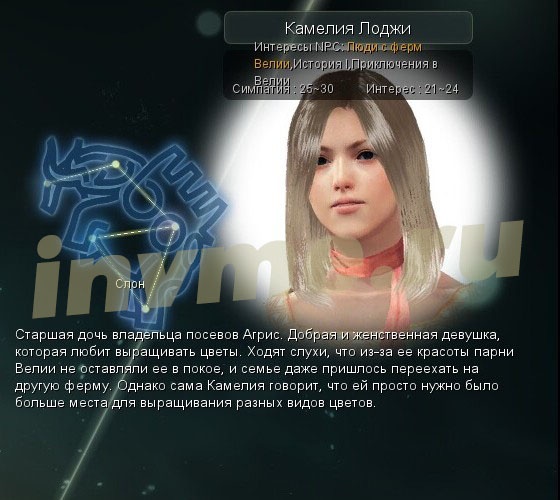 Камелия Лоджи
Интересы NPC: Люди с ферм
Велии,История I,Приключения в
Велии
Симпатия : 25~30 Интерес : 21~24
inrvmp.ru
Слон
Старшая дочь владельца посевов Агрис. Добрая и женственная девушка,
которая любит выращивать цветы. Ходят слухи, что из-за ее красоты парни
Велии не оставляли ее в покое, и семье даже пришлось переехать на
другую ферму. Однако сама Камелия говорит, что ей просто нужно было
больше места для выращивания разных видов цветов.